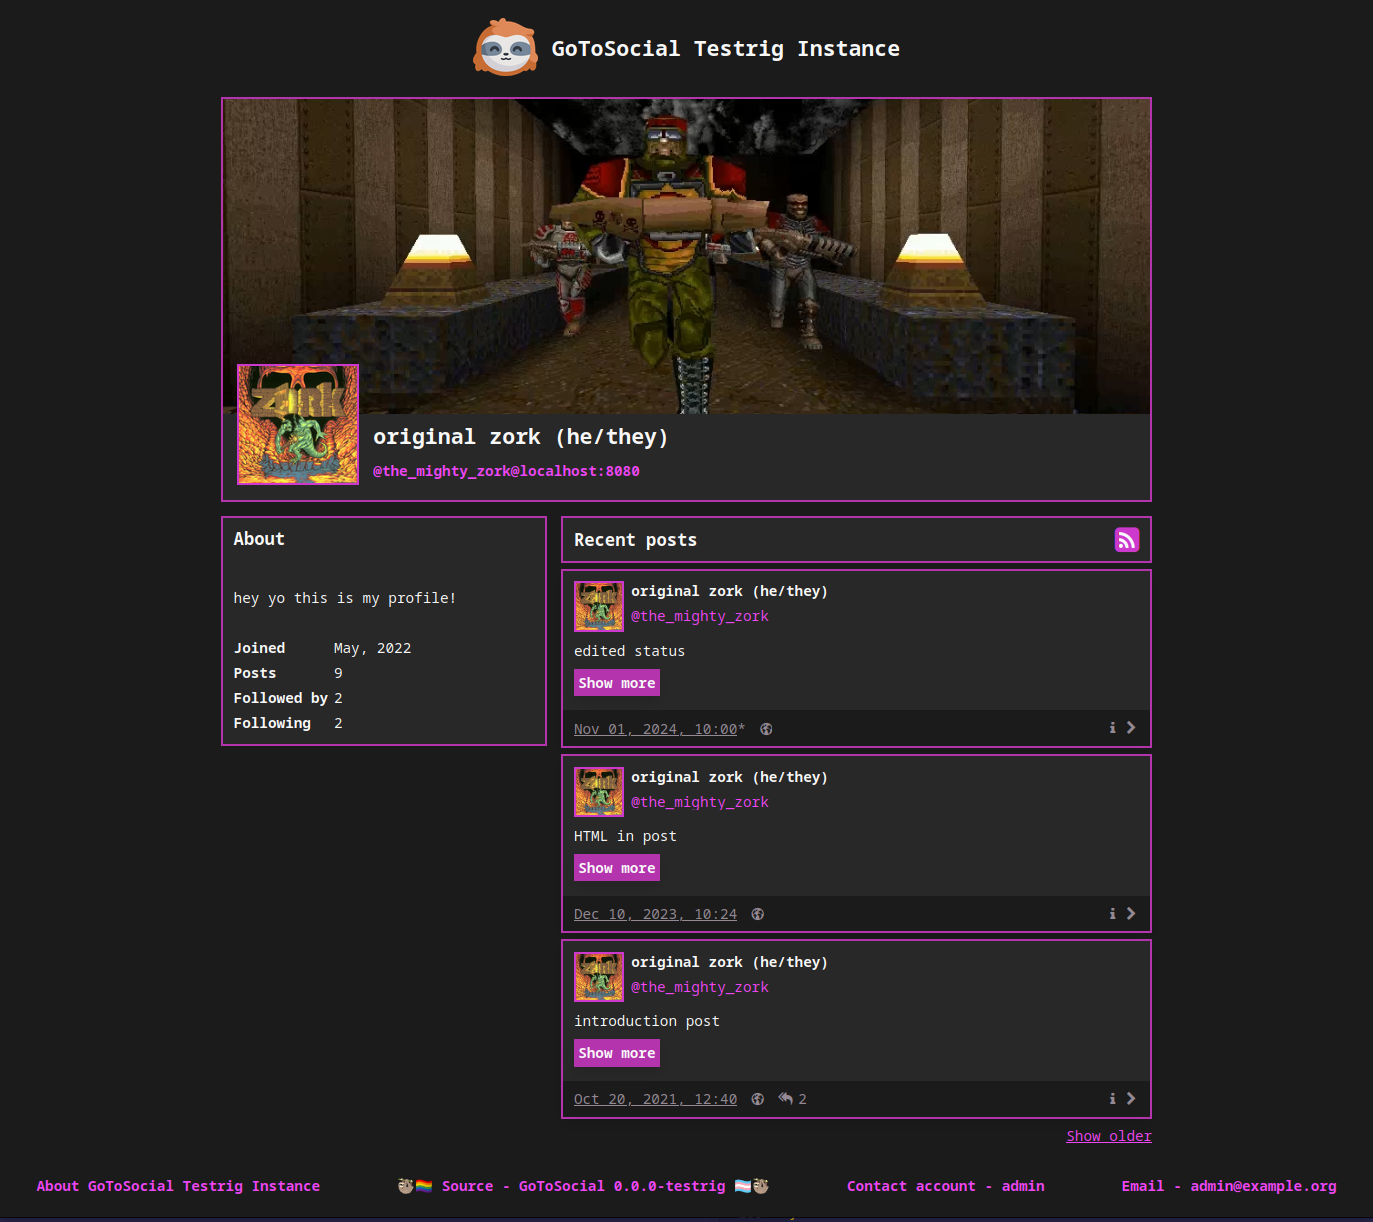 GoToSocial Testrig Instance
ZORK
original zork (he/they)
@the_mighty_zork@localhost:8080
About
hey yo this is my profile!
Joined May, 2022
Posts 9
Followed by 2
Following 2
Recent posts
original zork (he/they)
@the_mighty_zork
edited status
Show more
Nov 01, 2024, 10:00*
ZORK
original zork (he/they)
@the_mighty_zork
HTML in post
Show more
Dec 10, 2023, 10:24
ZORK
original zork (he/they)
@the_mighty_zork
introduction post
Show more
Oct 20, 2021, 12:40 2
Show older
About GoToSocial Testrig Instance
Source - GoToSocial 0.0.0-testrig
Contact account - admin
Email - admin@example.org